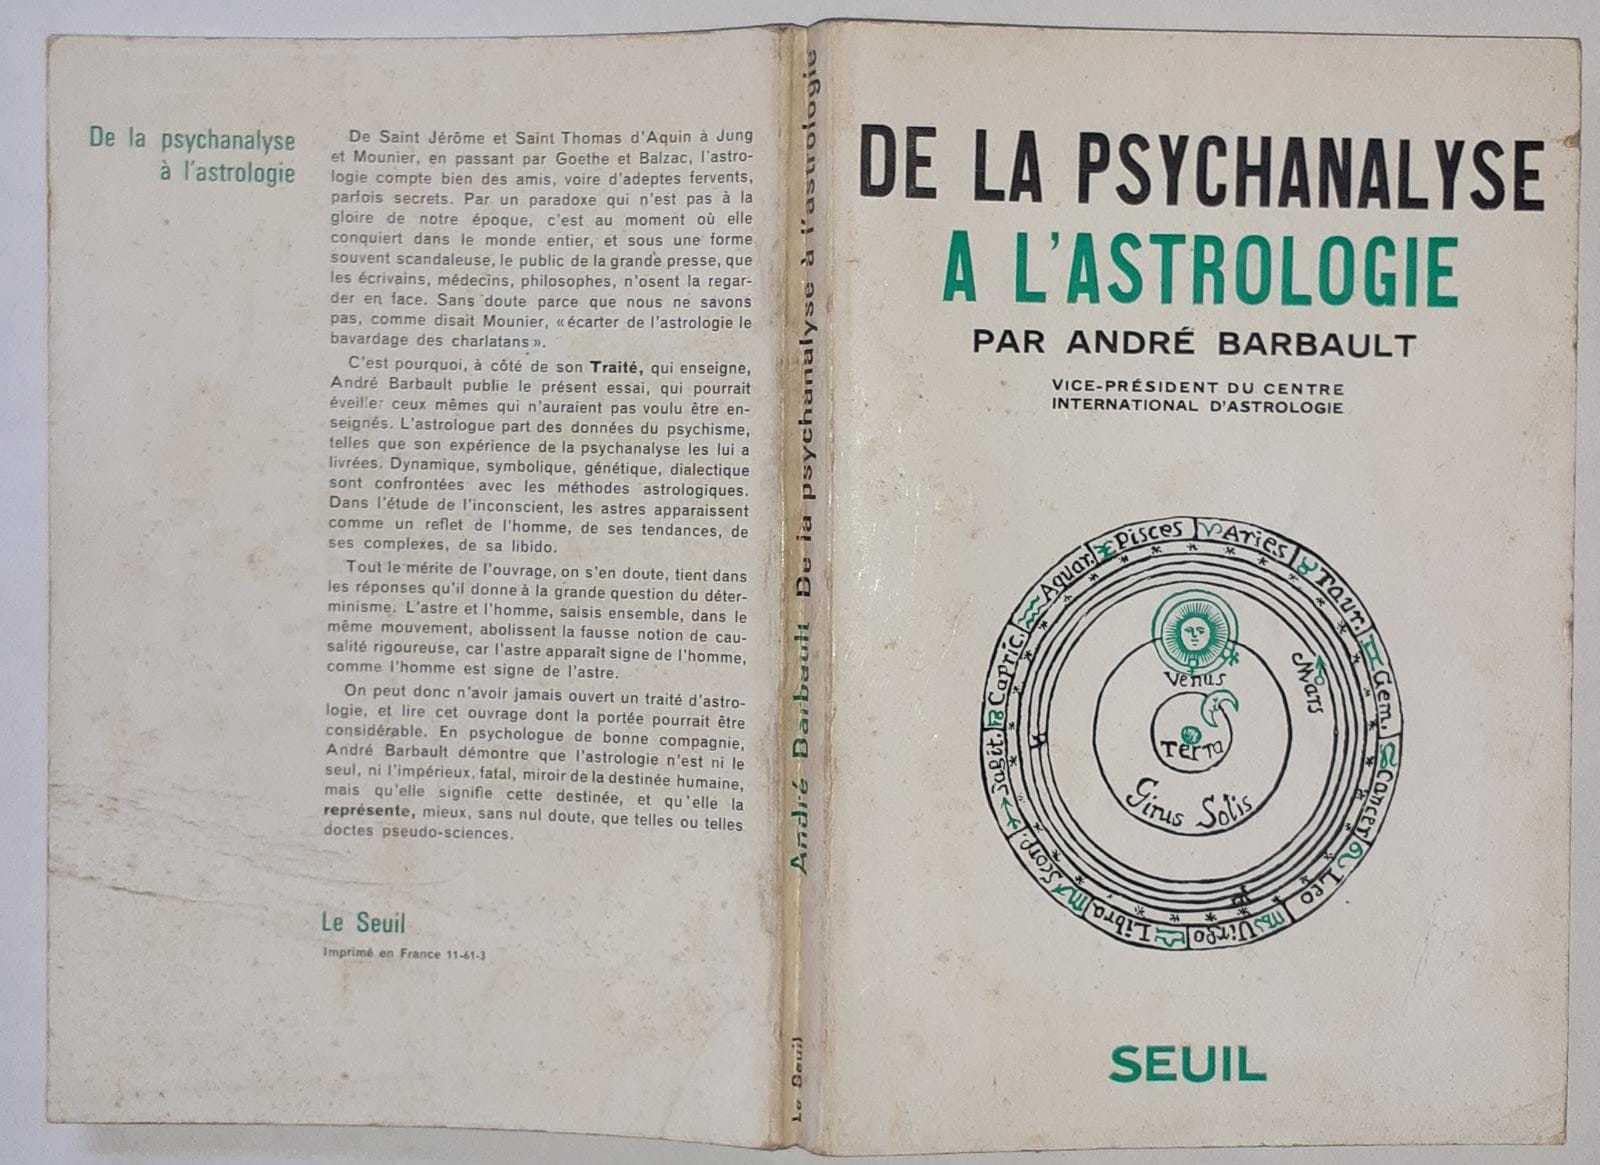 De la psychanalyse
à l'astrologie
De Saint Jérôme et Saint Thomas d'Aquin à Jung
et Mounier, en passant par Goethe et Balzac, l'astro-
logie compte bien des amis, voire d'adeptes fervents,
parfois secrets. Par un paradoxe qui n'est pas à la
gloire de notre époque, c'est au moment où elle
conquiert dans le monde entier, et sous une forme
souvent scandaleuse, le public de la grande presse, que
les écrivains, médecins, philosophes, n'osent la regar-
der en face. Sans doute parce que nous ne savons
pas, comme disait Mounier, «écarter de l'astrologie le
bavardage des charlatans».
C'est pourquoi, à côté de son Traité, qui enseigne,
André Barbault publie le présent essai, qui pourrait
éveiller ceux mêmes qui n'auraient pas voulu être en-
seignés. L'astrologue part des données du psychisme,
telles que son expérience de la psychanalyse les lui a
livrées. Dynamique, symbolique, génétique, dialectique
sont confrontées avec les méthodes astrologiques.
Dans l'étude de l'inconscient, les astres apparaissent
comme un reflet de l'homme, de ses tendances, de
ses complexes, de sa libido.
Tout le mérite de l'ouvrage, on s'en doute, tient dans
les réponses qu'il donne à la grande question du déter-
minisme. L'astre et l'homme, saisis ensemble, dans le
même mouvement, abolissent la fausse notion de cau-
salité rigoureuse, car l'astre apparaît signe de l'homme,
comme l'homme est signe de l'astre.
On peut donc n'avoir jamais ouvert un traité d'astro-
logie, et lire cet ouvrage dont la portée pourrait être
considérable. En psychologue de bonne compagnie,
André Barbault démontre que l'astrologie n'est ni le
seul, ni l'impérieux, fatal, miroir de la destinée humaine,
mais qu'elle signifie cette destinée, et qu'elle la
représente, mieux, sans nul doute, que telles ou telles
doctes pseudo-sciences.
Le Seuil
Imprimé en France 11-61-3
André Barbault De la psychanalyse à l'astrologie
Le Seuil
DE LA PSYCHANALYSE
A L'ASTROLOGIE
PAR ANDRÉ BARBAULT
VICE-PRÉSIDENT DU CENTRE
INTERNATIONAL D'ASTROLOGIE
Pisces
♈ Aries
♉ Taur.
♊ Gem.
Cancer
♌ Leo
Virgo
Libra
Scorp.
Sagit.
Capric.
Aquar.
Mars
Venus
Terra
Girus Solis
SEUIL